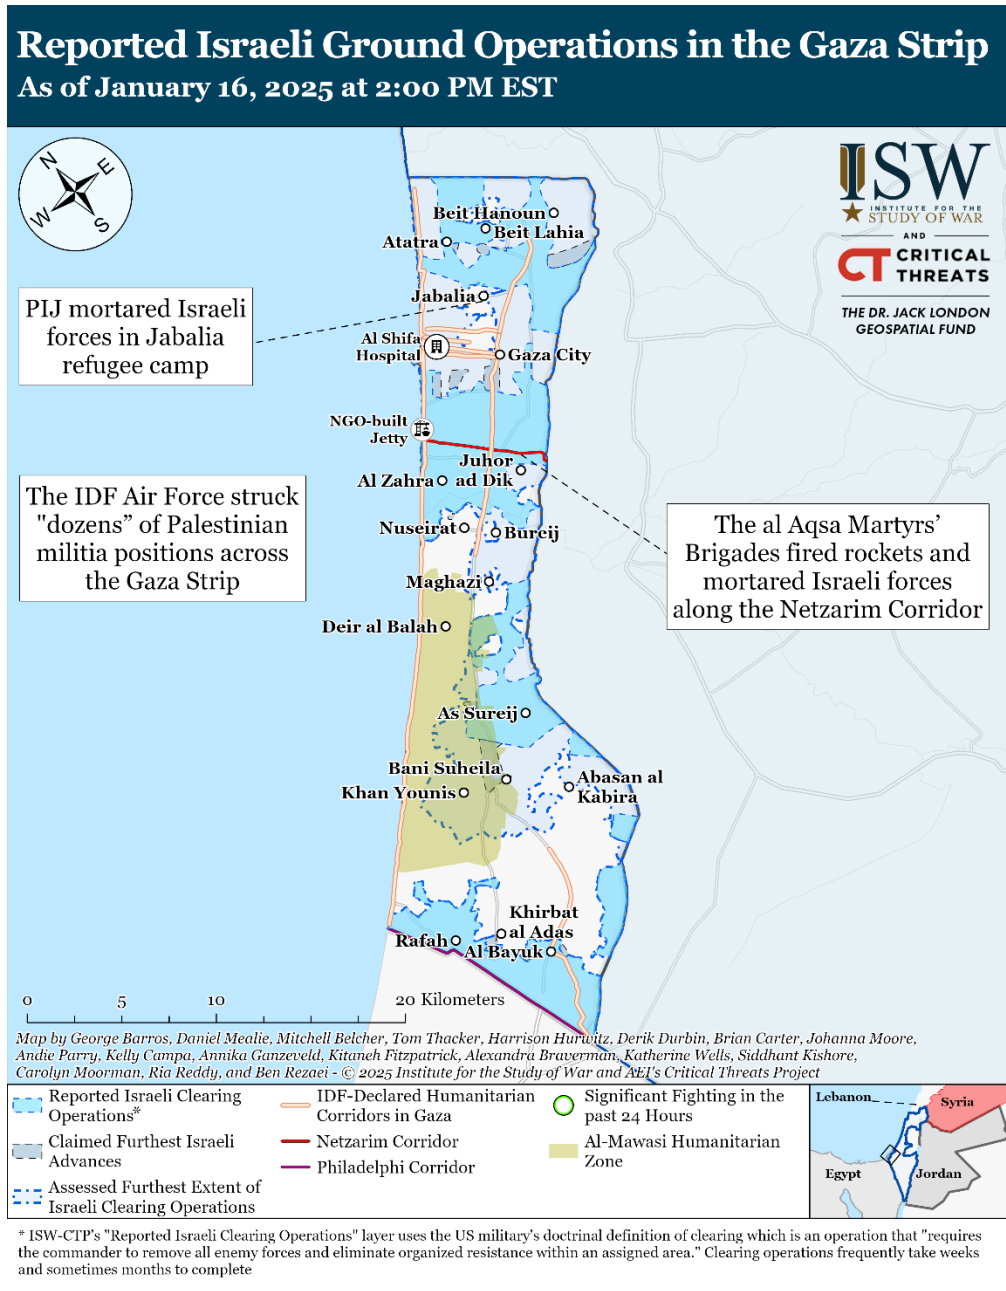 Reported Israeli Ground Operations in the Gaza Strip
As of January 16, 2025 at 2:00 PM EST
N
E
W
S
ISW
INSTITUTE FOR THE
STUDY OF WAR
AND
CT CRITICAL
THREATS
THE DR. JACK LONDON
GEOSPATIAL FUND
Beit Hanoun
Beit Lahia
Atatra
Jabalia
PIJ mortared Israeli
forces in Jabalia
refugee camp
Al Shifa
Hospital
Gaza City
NGO-built
Jetty
Juhor
ad Dik
Al Zahra
The IDF Air Force struck
"dozens” of Palestinian
militia positions across
the Gaza Strip
Nuseirat
Bureij
The al Aqsa Martyrs’
Brigades fired rockets and
mortared Israeli forces
along the Netzarim Corridor
Maghazi
Deir al Balah
As Sureij
Bani Suheila
Khan Younis
Abasan al
Kabira
Khirbat
al Adas
Rafah
Al Bayuk
0 5 10 20 Kilometers
Map by George Barros, Daniel Mealie, Mitchell Belcher, Tom Thacker, Harrison Hurwitz, Derik Durbin, Brian Carter, Johanna Moore,
Andie Parry, Kelly Campa, Annika Ganzeveld, Kitaneh Fitzpatrick, Alexandra Braverman, Katherine Wells, Siddhant Kishore,
Carolyn Moorman, Ria Reddy, and Ben Rezaei - © 2025 Institute for the Study of War and AEI's Critical Threats Project
Reported Israeli Clearing
Operations*
Claimed Furthest Israeli
Advances
Assessed Furthest Extent of
Israeli Clearing Operations
IDF-Declared Humanitarian
Corridors in Gaza
Netzarim Corridor
Philadelphi Corridor
Significant Fighting in the
past 24 Hours
Al-Mawasi Humanitarian
Zone
Lebanon
Syria
Egypt
Jordan
* ISW-CTP's "Reported Israeli Clearing Operations" layer uses the US military's doctrinal definition of clearing which is an operation that "requires
the commander to remove all enemy forces and eliminate organized resistance within an assigned area." Clearing operations frequently take weeks
and sometimes months to complete